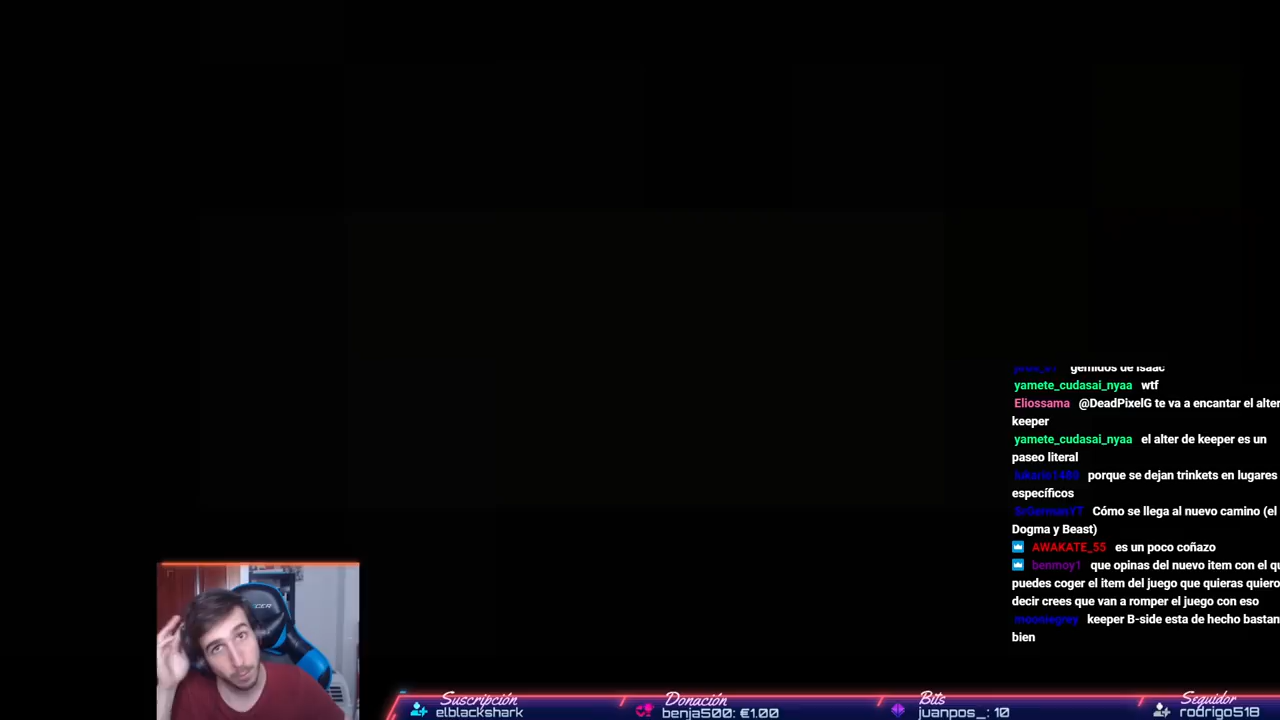 gemidos de Isaac
yamete_cudasai_nyaa wtf
Eliossama @DeadPixelG te va a encantar el alter
keeper
yamete_cudasai_nyaa el alter de keeper es un
paseo literal
porque se dejan trinkets en lugares
específicos
SrGermanYT Cómo se llega al nuevo camino (el
Dogma y Beast)
AWAKATE_55 es un poco coñazo
benmoy1 que opinas del nuevo item con el qu
puedes coger el item del juego que quieras quiero
decir crees que van a romper el juego con eso
mooniegrey keeper B-side esta de hecho bastan
bien
Suscripción
elblackshark
Donación
benja500: €1.00
Bits
juanpos_: 10
Seguidor
rodrigo518